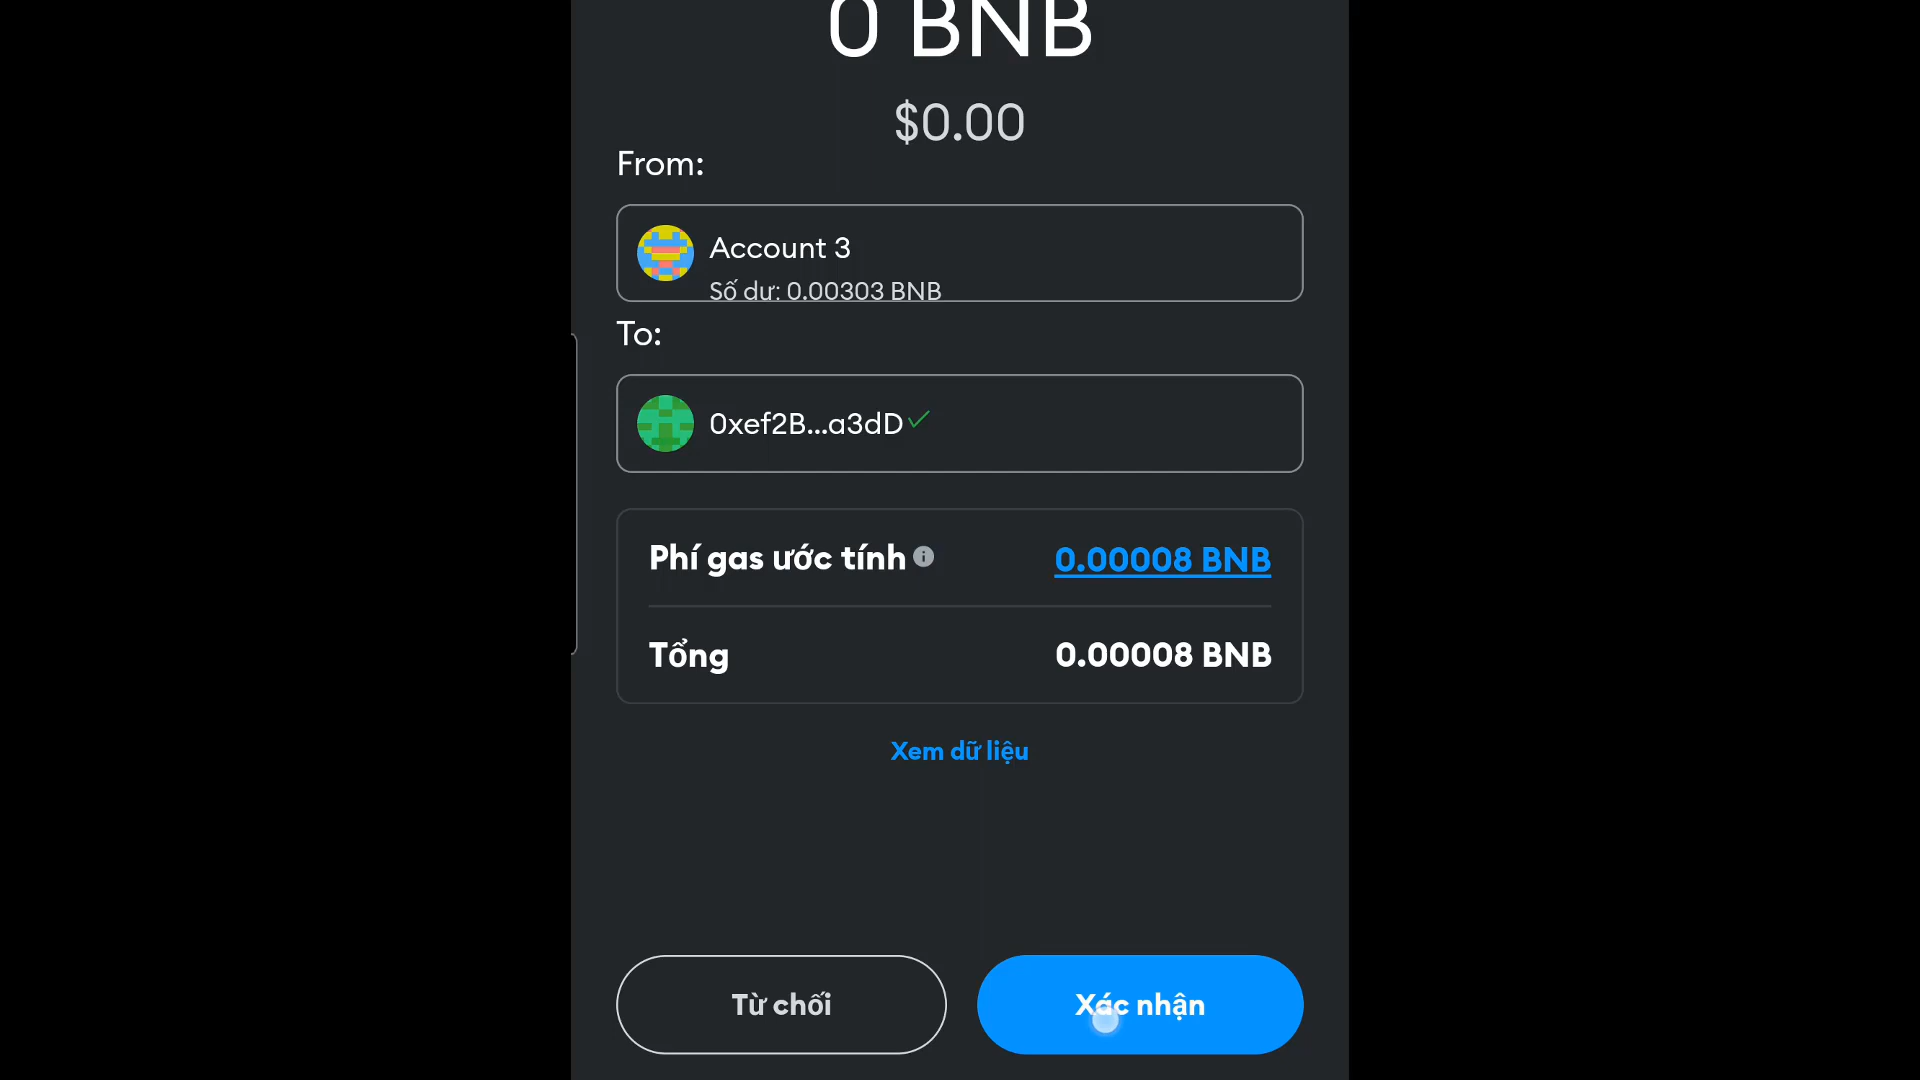 0 BNB
$0.00
From:
Account 3
Số dư: 0.00303 BNB
To:
0xef2B...a3dD
Phí gas ước tính 0.00008 BNB
Tổng 0.00008 BNB
Xem dữ liệu
Từ chối Xác nhận